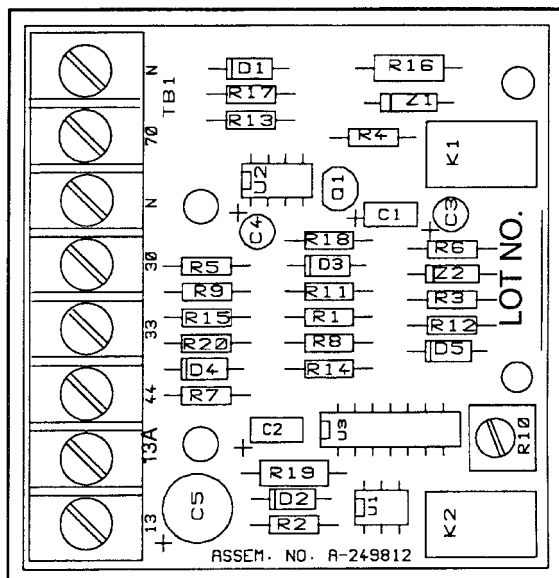 N
TB1
70
N
30
33
44
13A
13
D1
R16
R17
Z1
R13
R4
K1
U2
Q1
C4
C1
C3
R18
R6
R5
D3
Z2
R9
R11
R3
R15
R1
R12
R20
R8
D5
D4
R14
R7
LOT NO.
C2
U3
R10
R19
C5
D2
U1
R2
K2
ASSEM. NO. A-249812